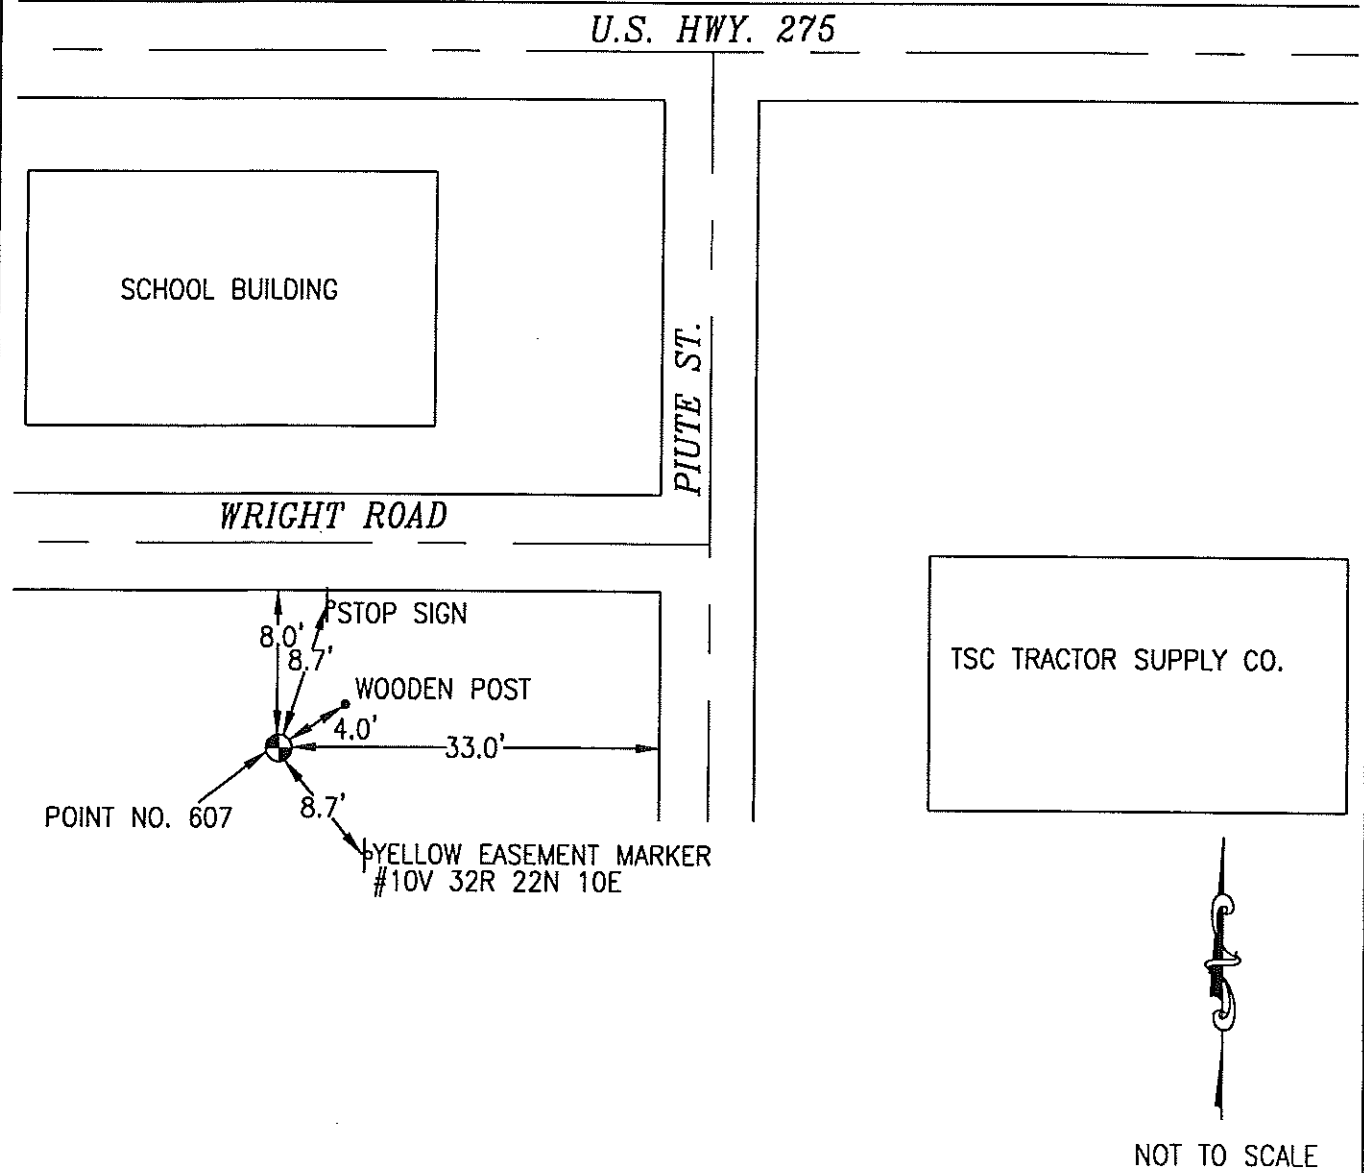 U.S. HWY. 275
SCHOOL BUILDING
PIUTE ST.
WRIGHT ROAD
STOP SIGN
8.0'
8.7'
WOODEN POST
4.0'
33.0'
TSC TRACTOR SUPPLY CO.
POINT NO. 607
8.7'
YELLOW EASEMENT MARKER
#10V 32R 22N 10E
NOT TO SCALE